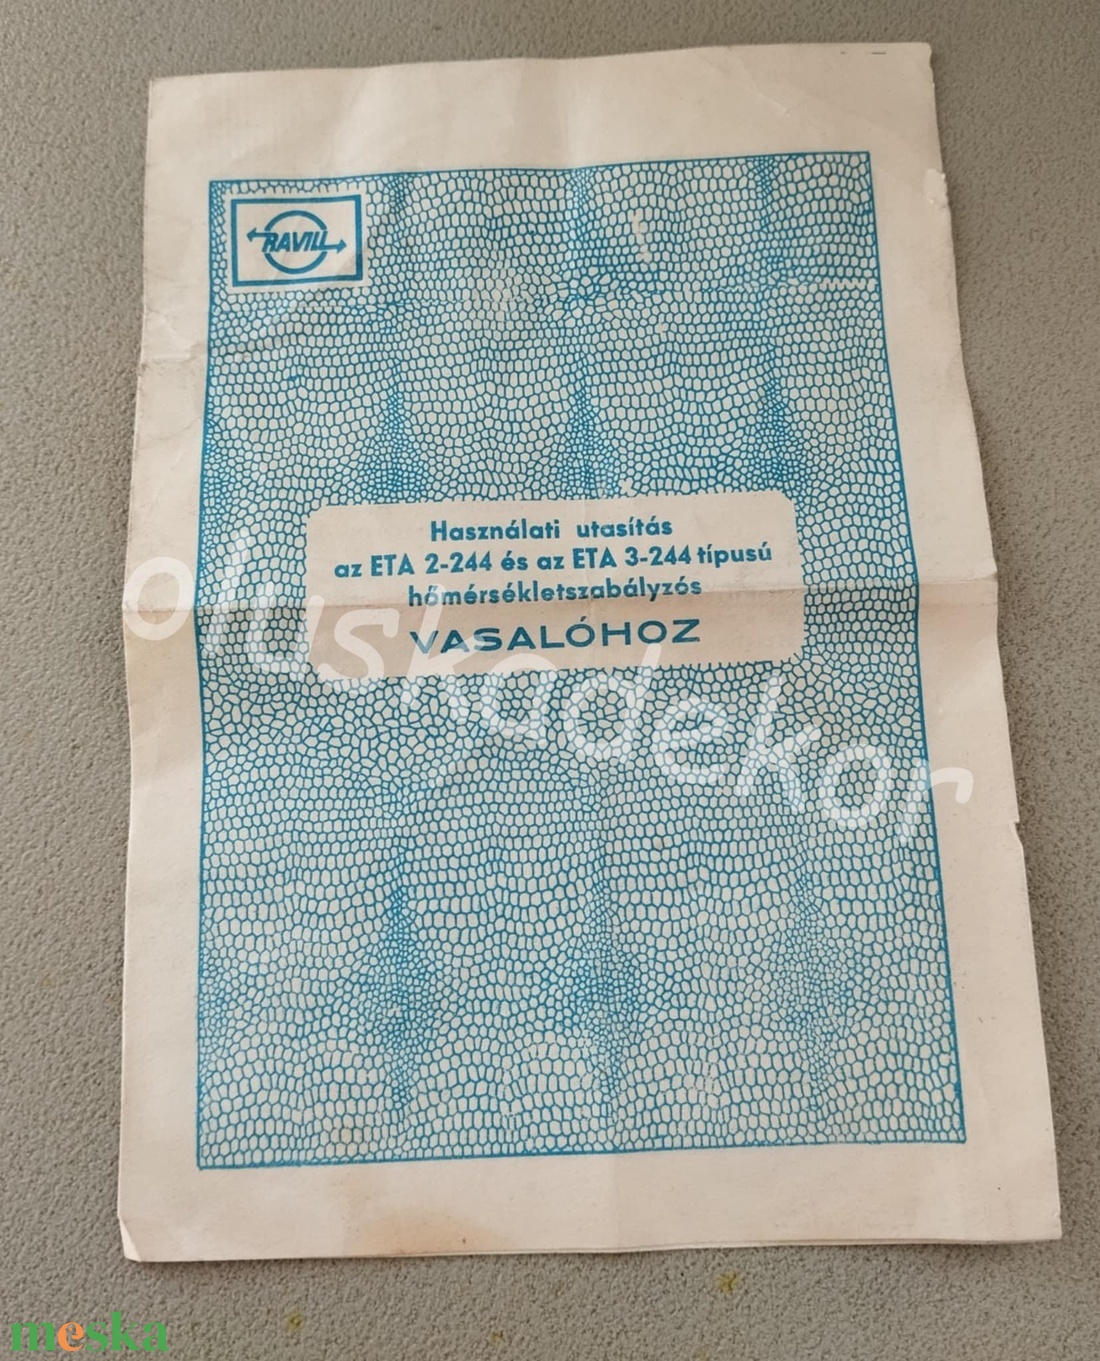 RAVILL
Használati utasítás
az ETA 2-244 és az ETA 3-244 típusú
hőmérsékletszabályzós
VASALÓHOZ
oluskadekor
meska